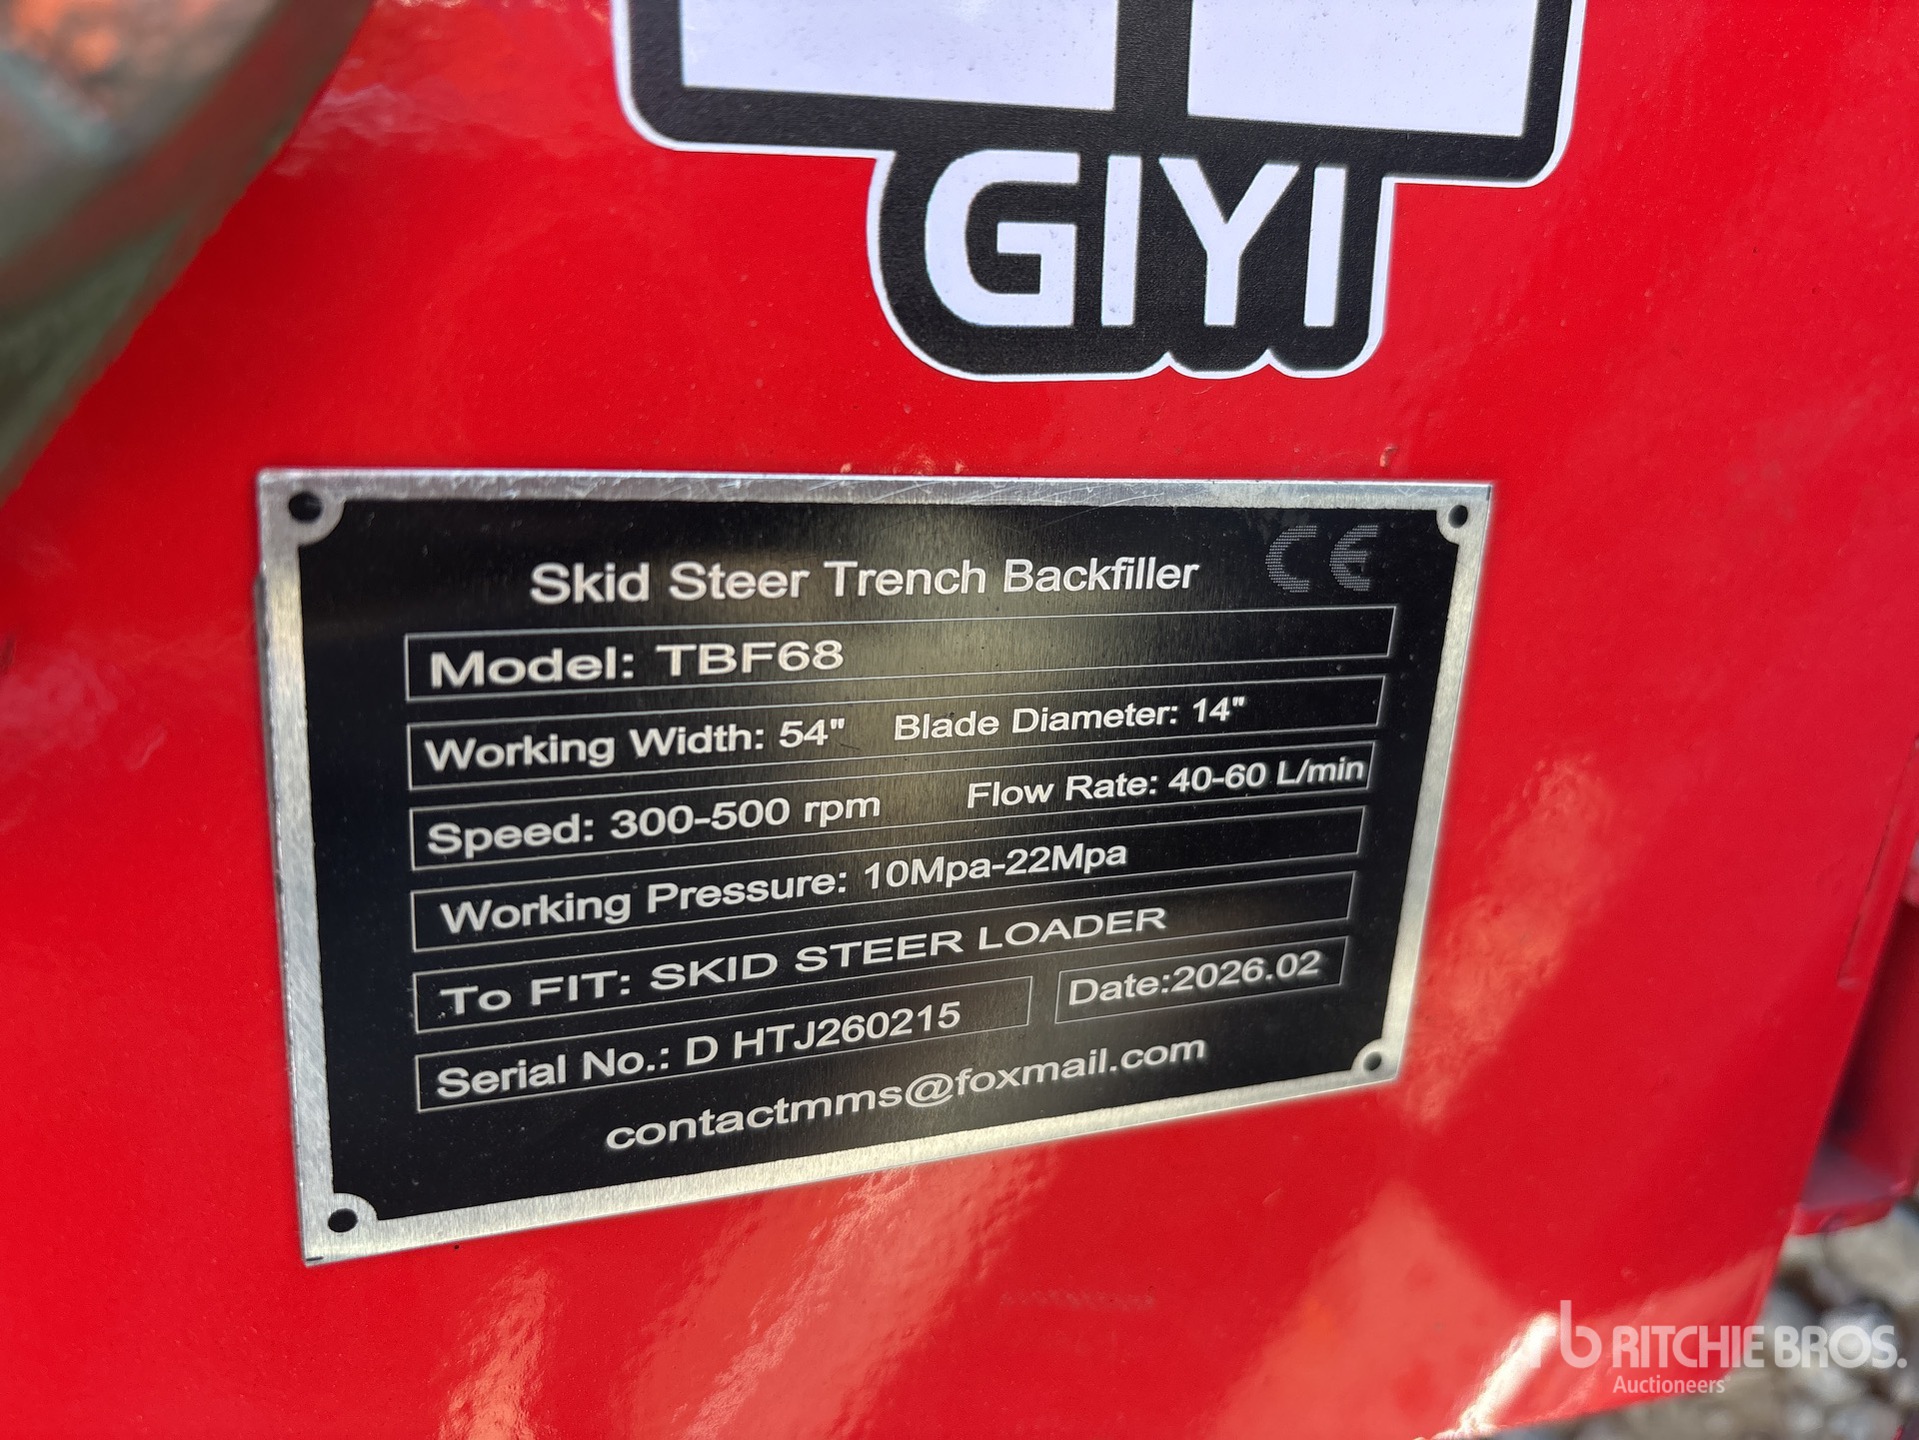 GIYI
Skid Steer Trench Backfiller CE
Model: TBF68
Working Width: 54" Blade Diameter: 14"
Speed: 300-500 rpm Flow Rate: 40-60 L/min
Working Pressure: 10Mpa-22Mpa
To FIT: SKID STEER LOADER
Serial No.: D HTJ260215 Date:2026.02
contactmms@foxmail.com
rb RITCHIE BROS.
Auctioneers